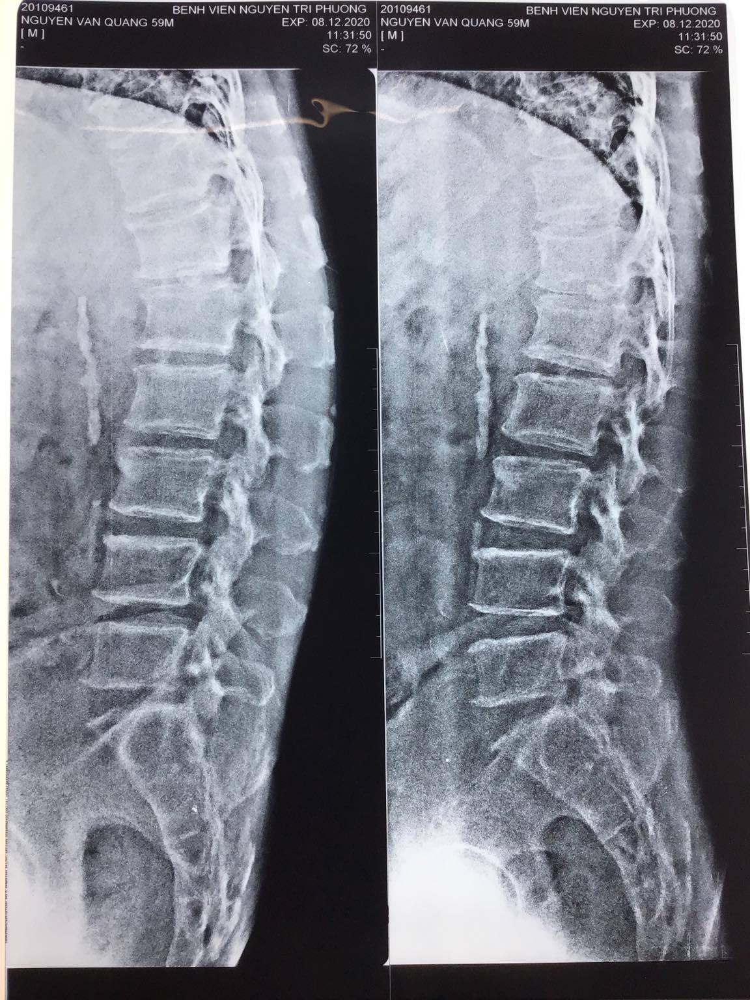 20109461
BENH VIEN NGUYEN TRI PHUONG
NGUYEN VAN QUANG 59M
EXP: 08.12.2020
[ M ]
11:31:50
-
SC: 72 %
20109461
BENH VIEN NGUYEN TRI PHUONG
NGUYEN VAN QUANG 59M
EXP: 08.12.2020
[ M ]
11:31:50
-
SC: 72 %